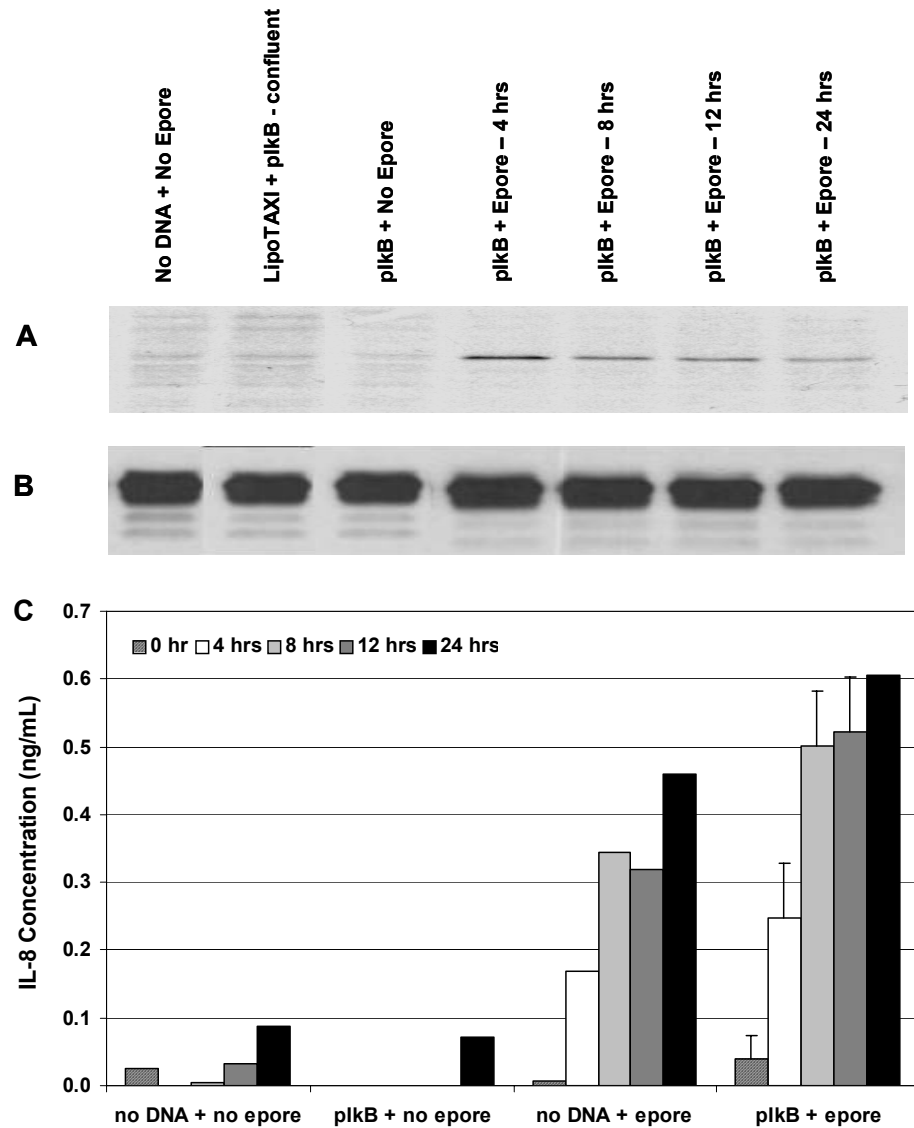 No DNA + No Epore
LipoTAXI + pIkB - confluent
pIkB + No Epore
pIkB + Epore – 4 hrs
pIkB + Epore – 8 hrs
pIkB + Epore – 12 hrs
pIkB + Epore – 24 hrs
A
B
C
0.7
0 hr 4 hrs 8 hrs 12 hrs 24 hrs
0.6
0.5
0.4
0.3
0.2
0.1
0.0
IL-8 Concentration (ng/mL)
no DNA + no epore pIkB + no epore no DNA + epore pIkB + epore